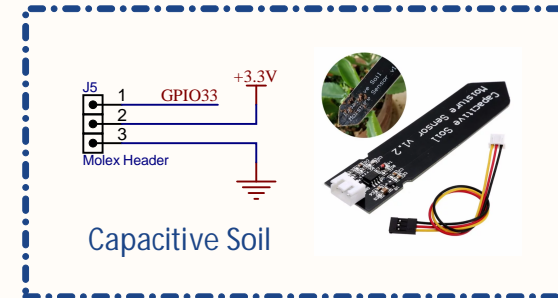 J5
1
GPIO33
+3.3V
2
3
Molex Header
Capacitive Soil
Capacitive Soil
Moisture Sensor v1.2